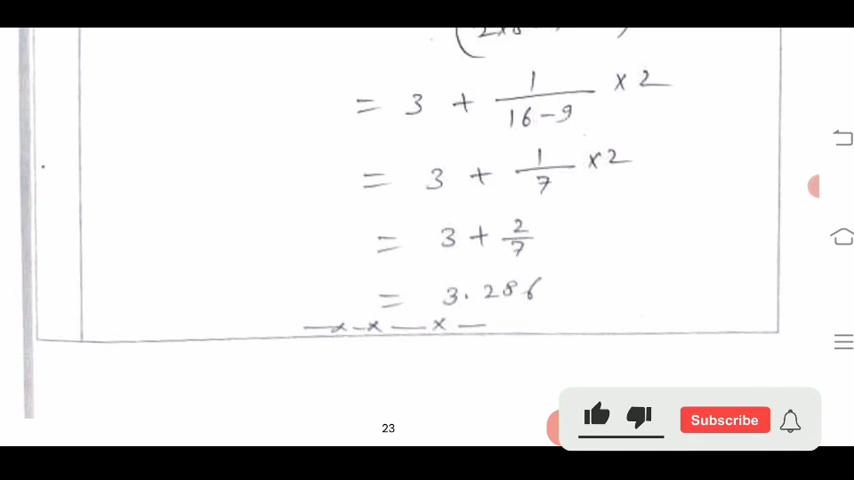 = 3 + 1/(16-9) × 2
= 3 + 1/7 × 2
= 3 + 2/7
= 3.286
—x-x—x—
23
Subscribe